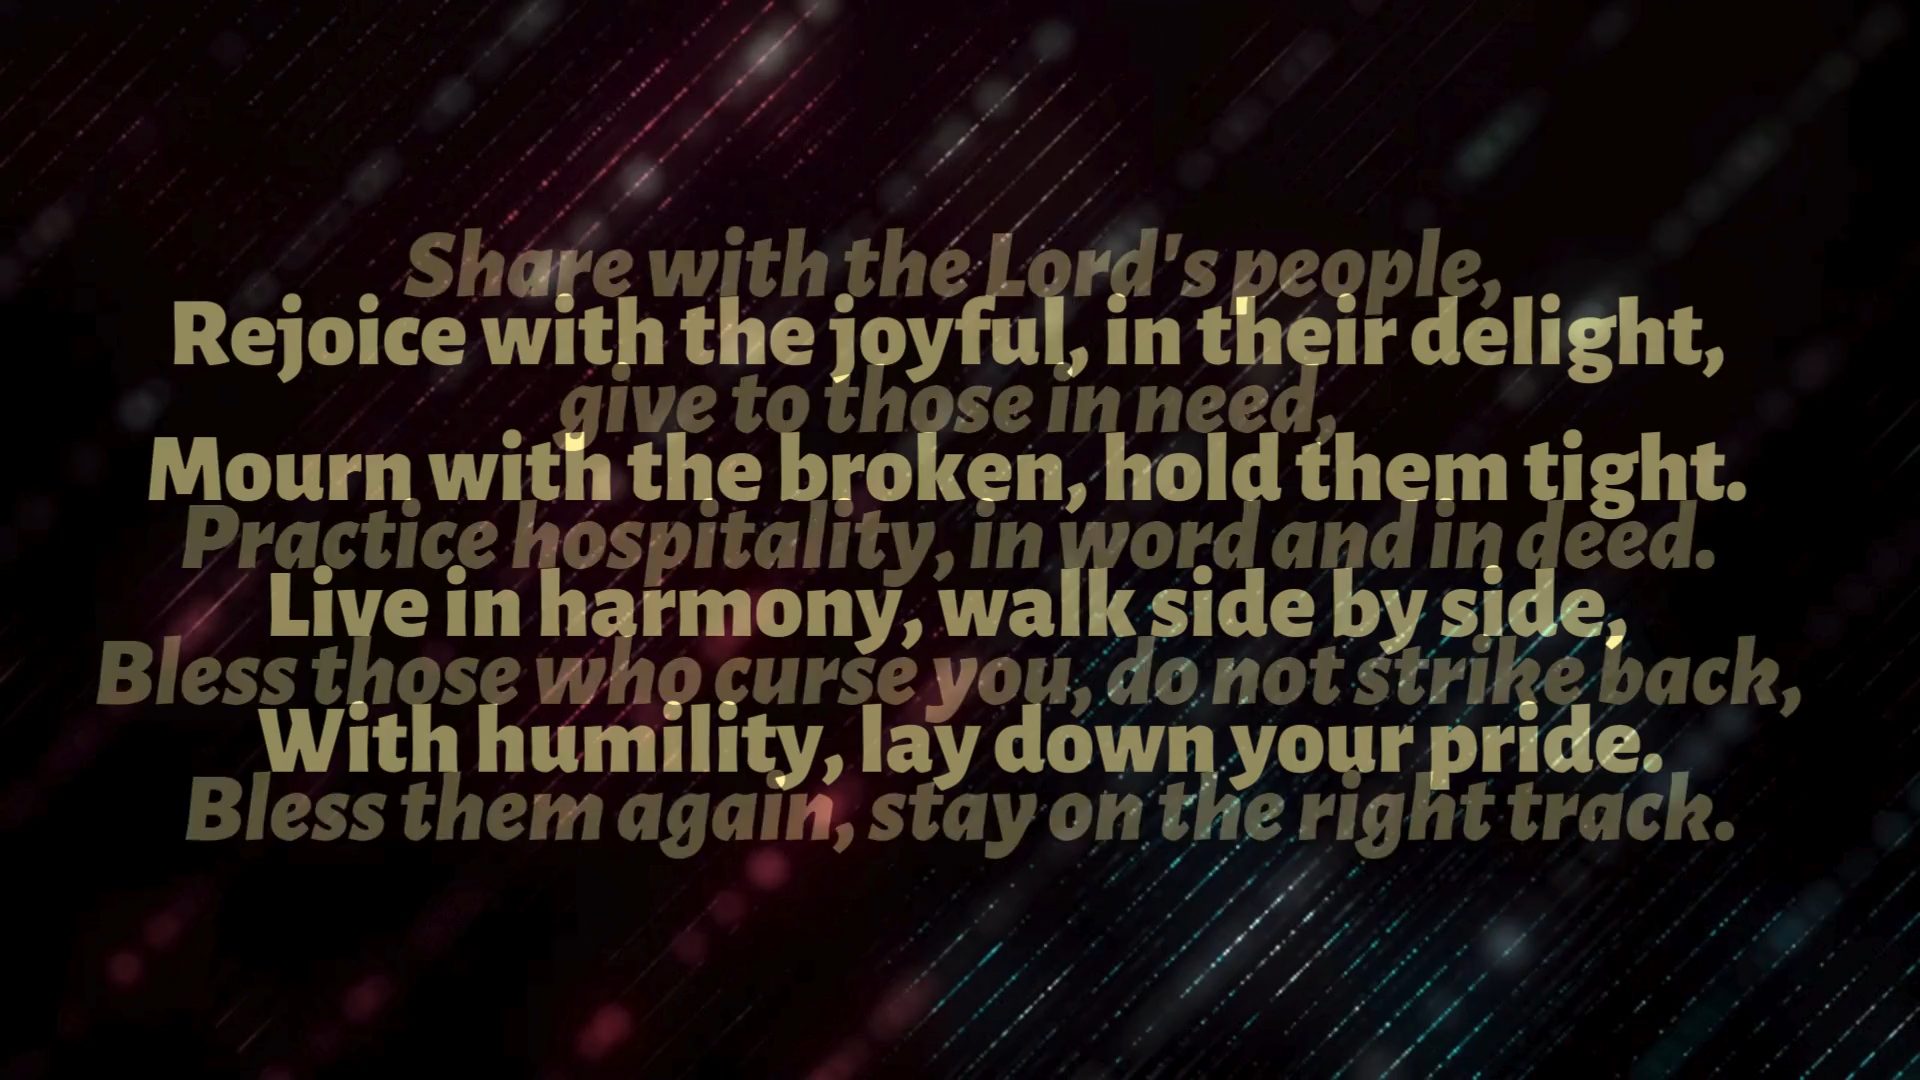 Share with the Lord's people,
Rejoice with the joyful, in their delight,
give to those in need,
Mourn with the broken, hold them tight.
Practice hospitality, in word and in deed.
Live in harmony, walk side by side,
Bless those who curse you, do not strike back,
With humility, lay down your pride.
Bless them again, stay on the right track.